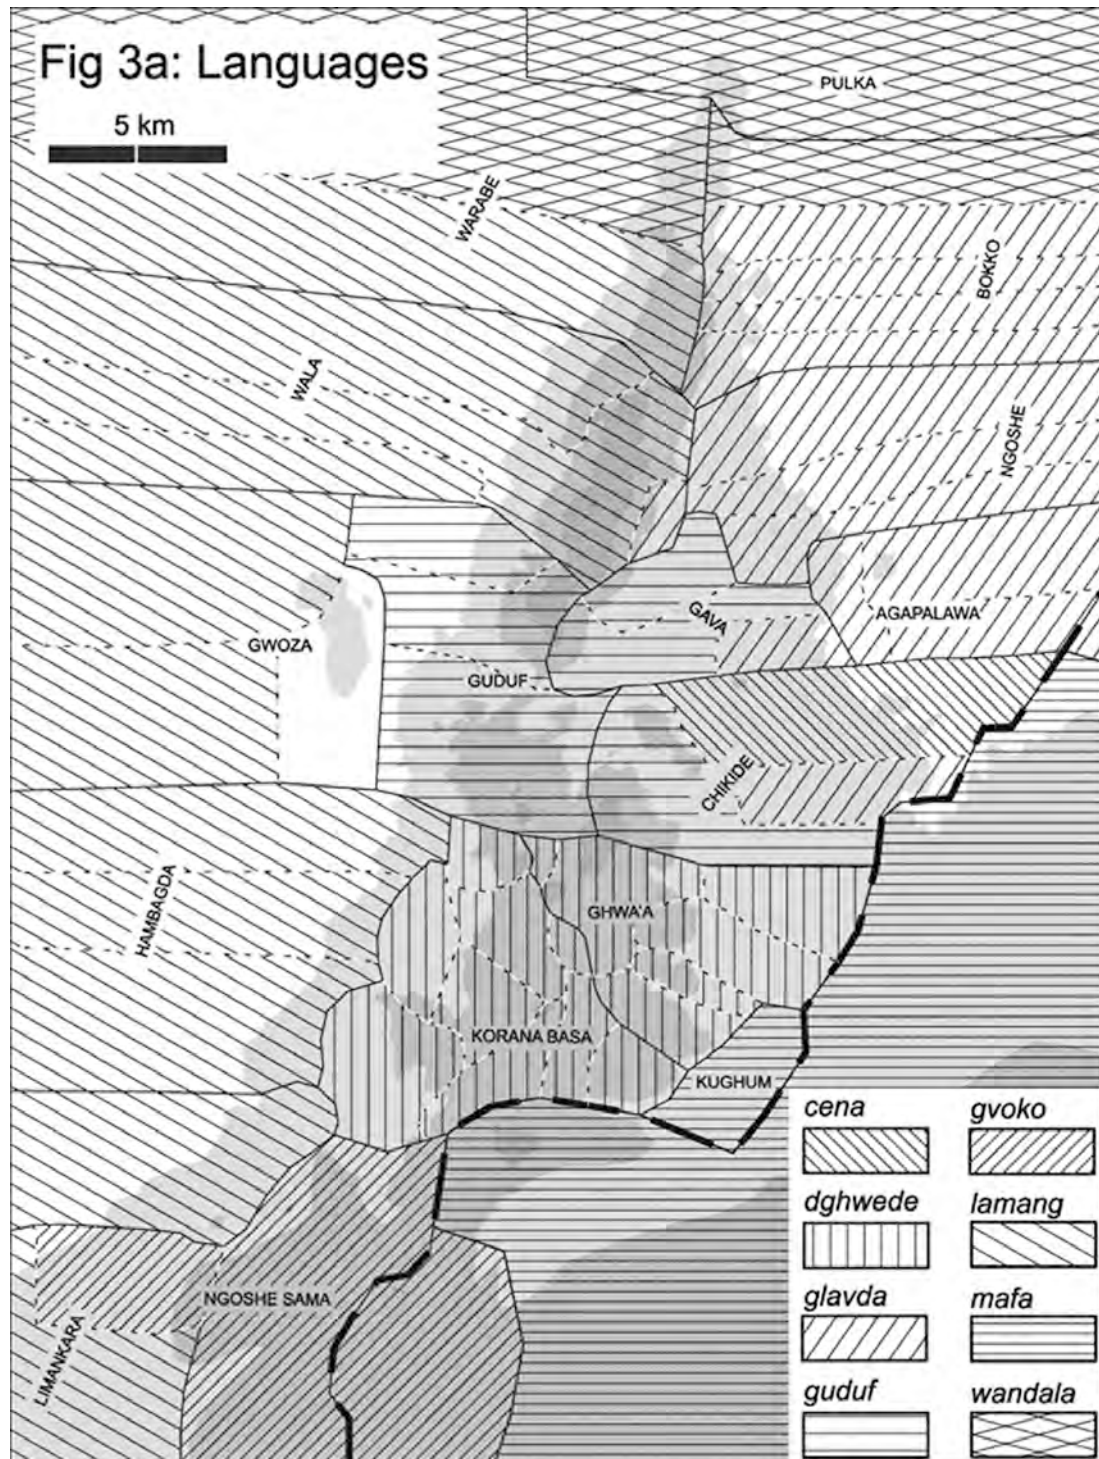 Fig 3a: Languages
5 km
PULKA
WARABE
BOKKO
WALA
NGOSHE
AGAPALAWA
GAVA
GWOZA
GUDUF
CHIKIDE
HAMBAGDA
GHWA'A
KORANA BASA
KUGHUM
NGOSHE SAMA
LIMANKARA
cena
gvoko
dghwede
lamang
glavda
mafa
guduf
wandala